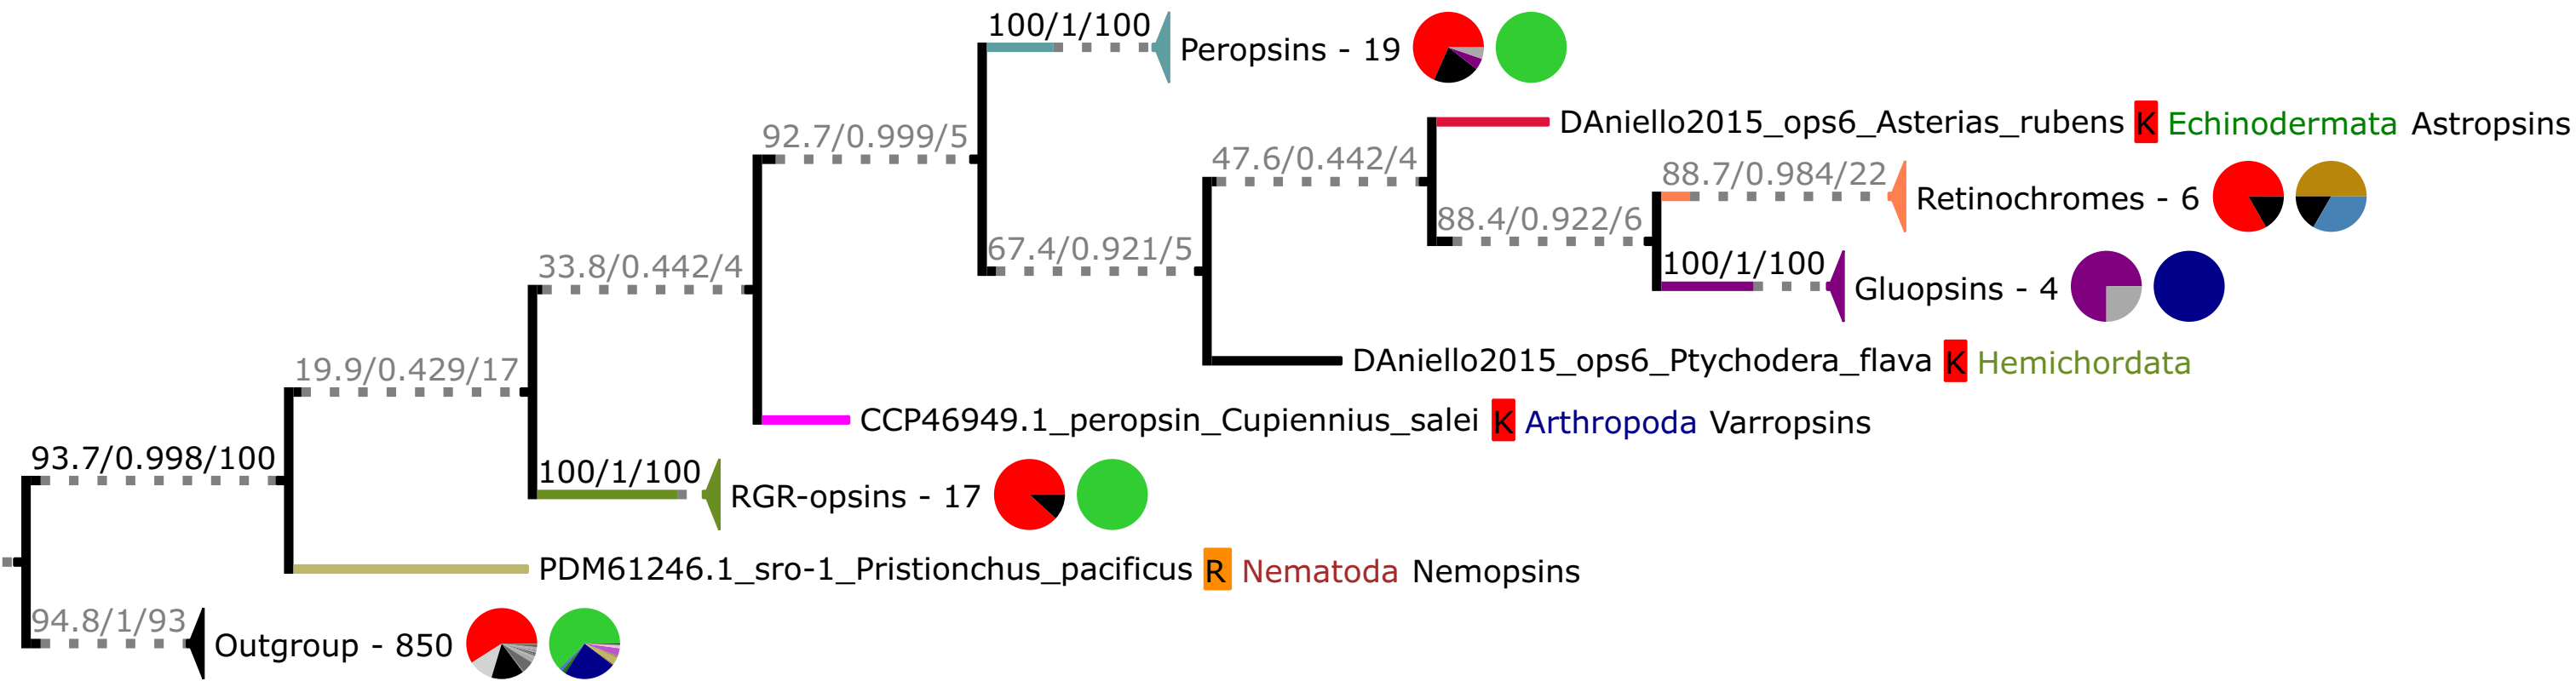 100/1/100
Peropsins - 19
DAniello2015_ops6_Asterias_rubens K Echinodermata Astropsins
92.7/0.999/5
47.6/0.442/4
88.7/0.984/22
Retinochromes - 6
88.4/0.922/6
67.4/0.921/5
100/1/100
33.8/0.442/4
Gluopsins - 4
DAniello2015_ops6_Ptychodera_flava K Hemichordata
19.9/0.429/17
CCP46949.1_peropsin_Cupiennius_salei K Arthropoda Varropsins
93.7/0.998/100
100/1/100
RGR-opsins - 17
PDM61246.1_sro-1_Pristionchus_pacificus R Nematoda Nemopsins
94.8/1/93
Outgroup - 850